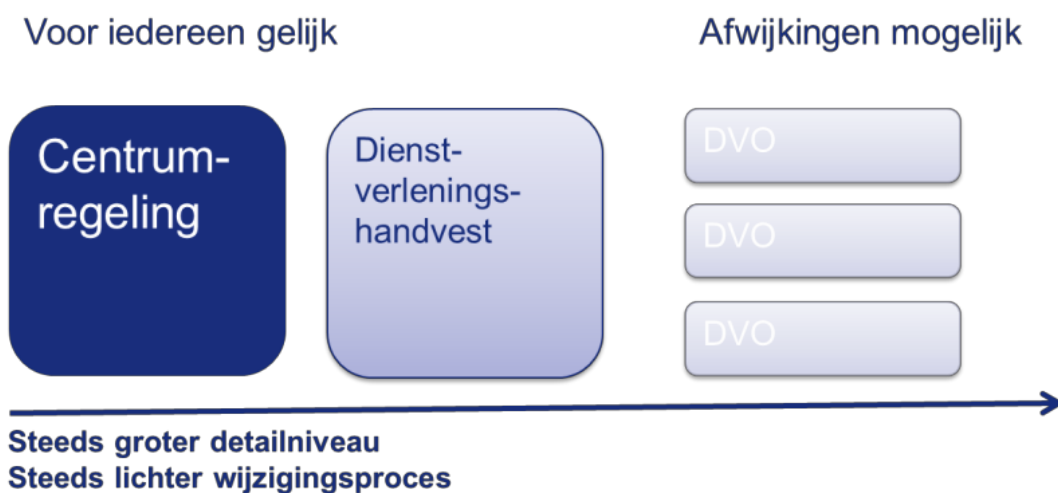 Voor iedereen gelijk
Afwijkingen mogelijk
Centrum-
regeling
Dienst-
verlenings-
handvest
DVO
DVO
DVO
Steeds groter detailniveau
Steeds lichter wijzigingsproces